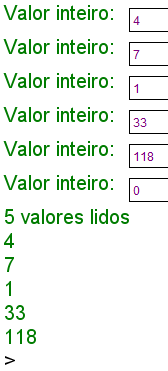 Valor inteiro: 4
Valor inteiro: 7
Valor inteiro: 1
Valor inteiro: 33
Valor inteiro: 118
Valor inteiro: 0
5 valores lidos
4
7
1
33
118
>